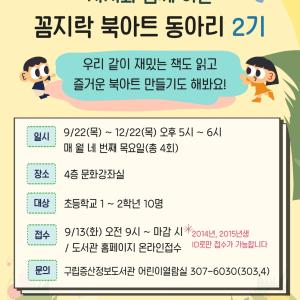 꼼지락 북아트 동아리 2기
우리 같이 재밌는 책도 읽고
즐거운 북아트 만들기도 해봐요!
일시 9/22(목) ~ 12/22(목) 오후 5시 ~ 6시
매 월 네 번째 목요일(총 4회)
장소 4층 문화강좌실
대상 초등학교 1 ~ 2학년 10명
접수 9/13(화) 오전 9시 ~ 마감 시
/ 도서관 홈페이지 온라인접수
*2014년, 2015년생
ID로만 접수가 가능합니다
문의 구립증산정보도서관 어린이열람실 307-6030(303,4)